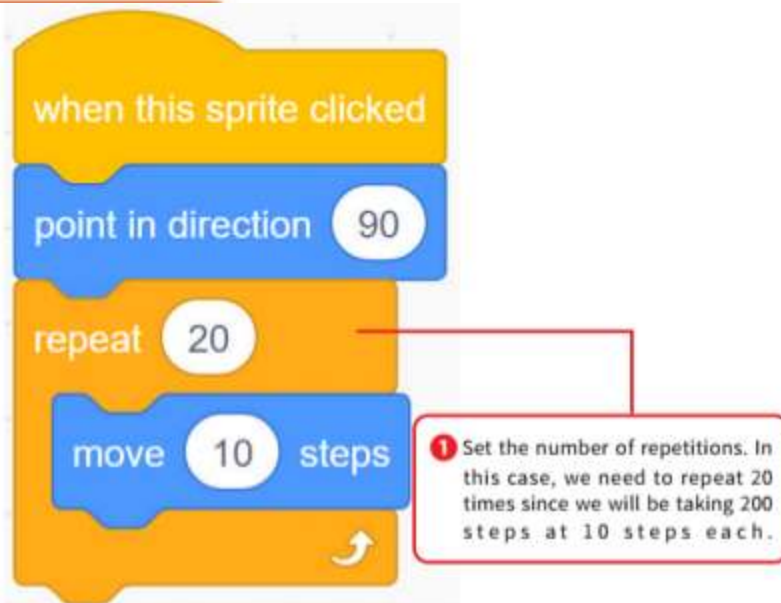 when this sprite clicked
point in direction 90
repeat 20
move 10 steps
1 Set the number of repetitions. In
this case, we need to repeat 20
times since we will be taking 200
steps at 10 steps each.